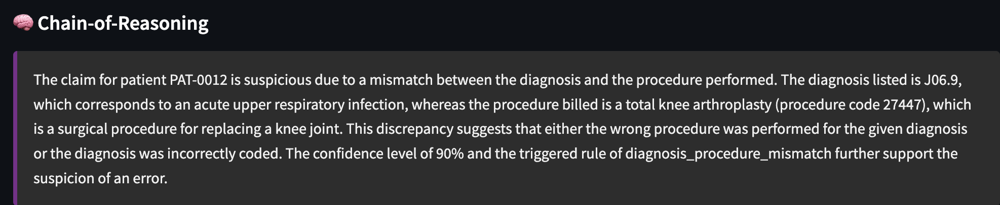 🧠 Chain-of-Reasoning
The claim for patient PAT-0012 is suspicious due to a mismatch between the diagnosis and the procedure performed. The diagnosis listed is J06.9,
which corresponds to an acute upper respiratory infection, whereas the procedure billed is a total knee arthroplasty (procedure code 27447), which
is a surgical procedure for replacing a knee joint. This discrepancy suggests that either the wrong procedure was performed for the given diagnosis
or the diagnosis was incorrectly coded. The confidence level of 90% and the triggered rule of diagnosis_procedure_mismatch further support the
suspicion of an error.